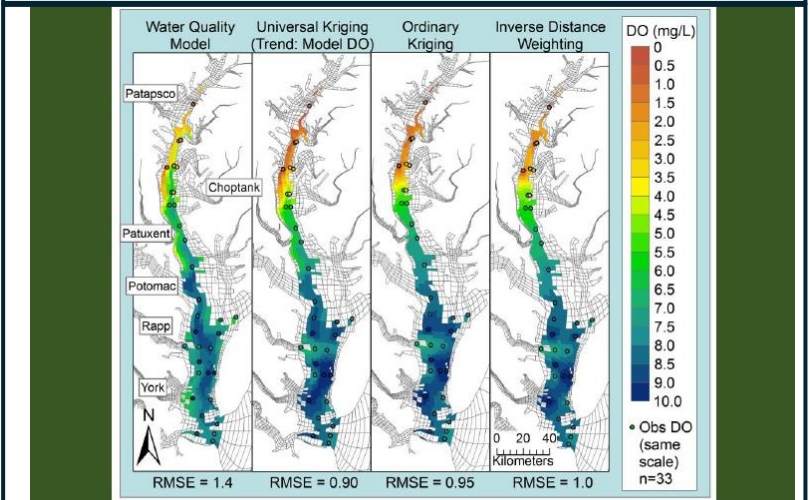 Water Quality
Model
Universal Kriging
(Trend: Model DO)
Ordinary
Kriging
Inverse Distance
Weighting
DO (mg/L)
0
0.5
1.0
1.5
2.0
2.5
3.0
3.5
4.0
4.5
5.0
5.5
6.0
6.5
7.0
7.5
8.0
8.5
9.0
10.0
Patapsco
Choptank
Patuxent
Potomac
Rapp
York
N
0 20 40
Kilometers
Obs DO
(same
scale)
n=33
RMSE = 1.4
RMSE = 0.90
RMSE = 0.95
RMSE = 1.0